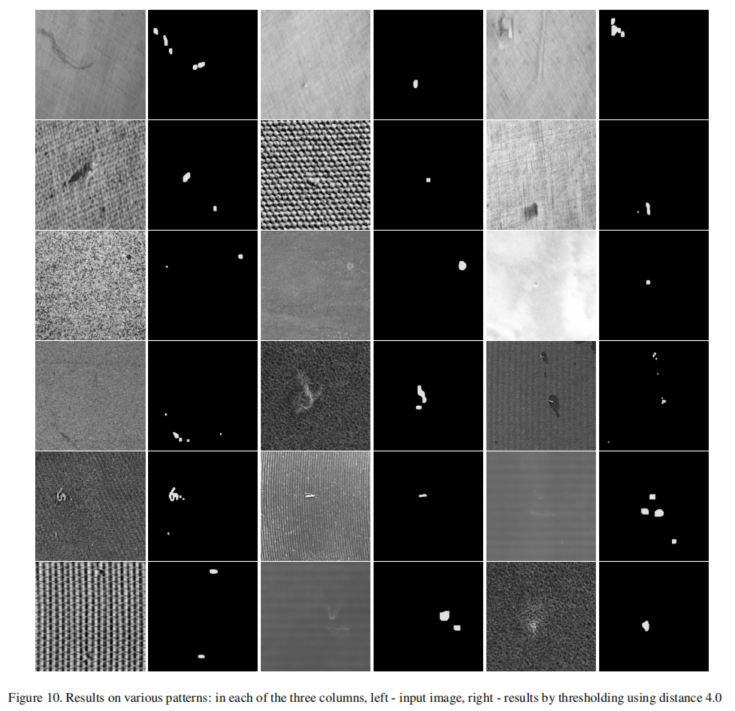 Figure 10. Results on various patterns: in each of the three columns, left - input image, right - results by thresholding using distance 4.0